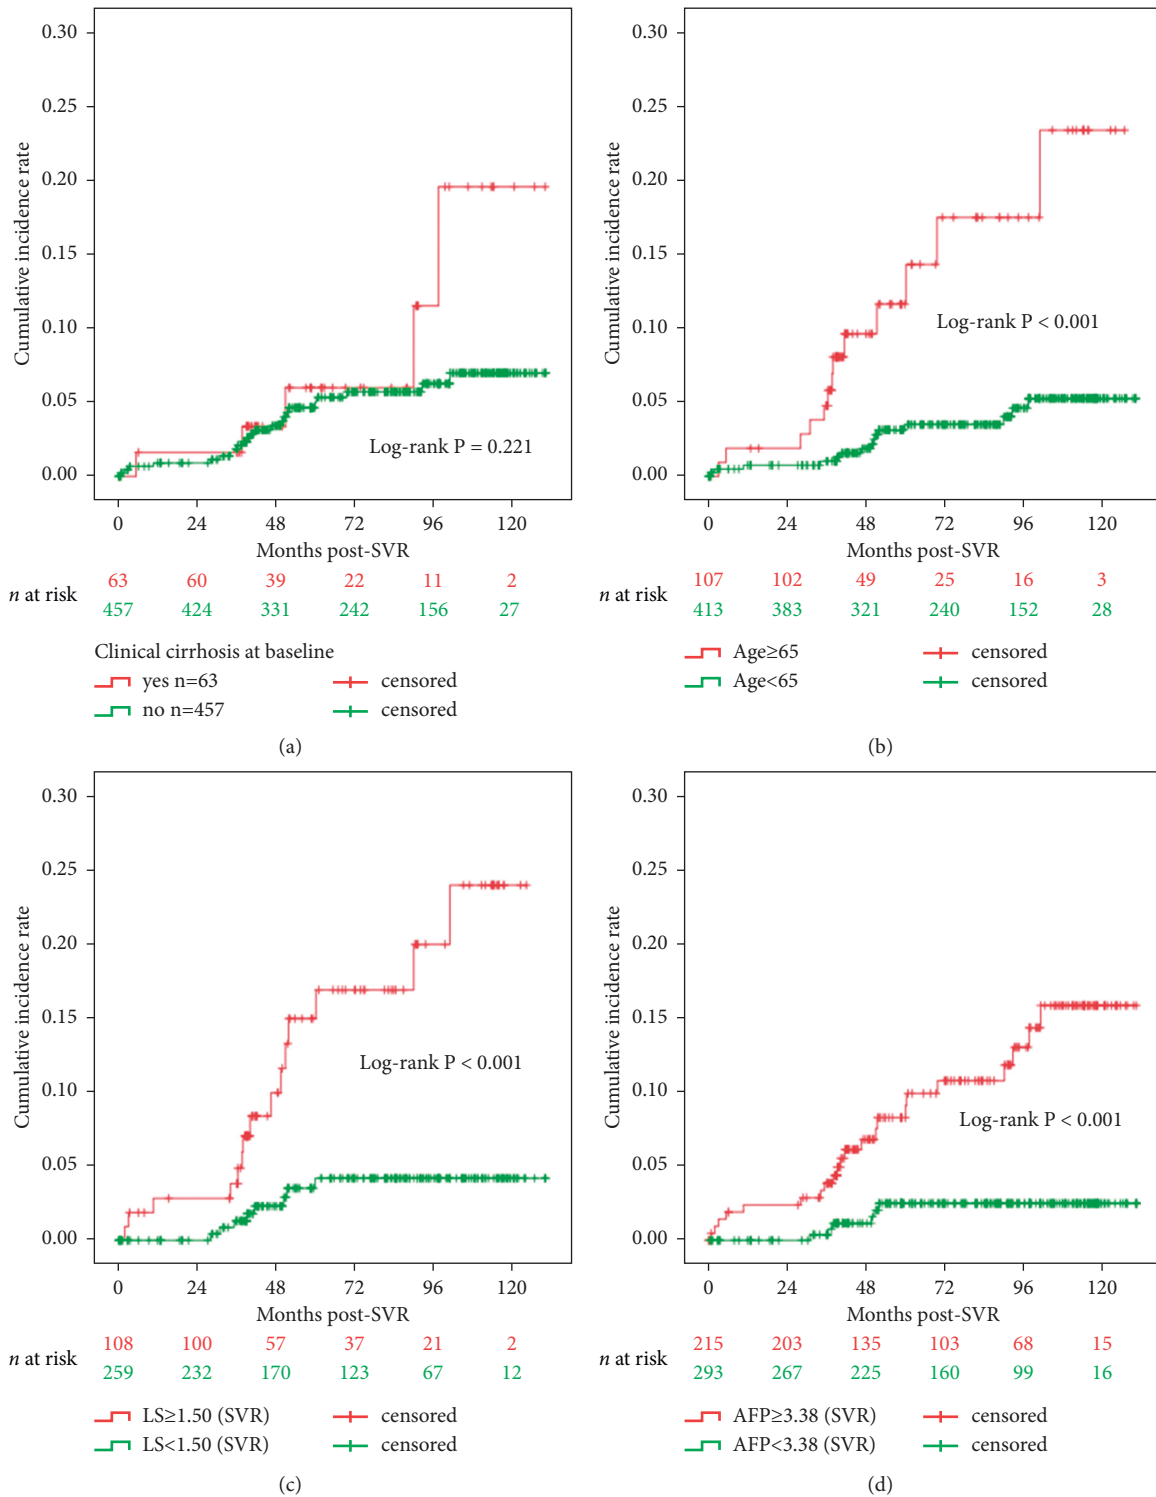 0.30
0.25
0.20
0.15
0.10
0.05
0.00
Cumulative incidence rate
Log-rank P = 0.221
0 24 48 72 96 120
Months post-SVR
n at risk
63 60 39 22 11 2
457 424 331 242 156 27
Clinical cirrhosis at baseline
yes n=63 censored
no n=457 censored
(a)
0.30
0.25
0.20
0.15
0.10
0.05
0.00
Cumulative incidence rate
Log-rank P < 0.001
0 24 48 72 96 120
Months post-SVR
n at risk
107 102 49 25 16 3
413 383 321 240 152 28
Age≥65 censored
Age<65 censored
(b)
0.30
0.25
0.20
0.15
0.10
0.05
0.00
Cumulative incidence rate
Log-rank P < 0.001
0 24 48 72 96 120
Months post-SVR
n at risk
108 100 57 37 21 2
259 232 170 123 67 12
LS≥1.50 (SVR) censored
LS<1.50 (SVR) censored
(c)
0.30
0.25
0.20
0.15
0.10
0.05
0.00
Cumulative incidence rate
Log-rank P < 0.001
0 24 48 72 96 120
Months post-SVR
n at risk
215 203 135 103 68 15
293 267 225 160 99 16
AFP≥3.38 (SVR) censored
AFP<3.38 (SVR) censored
(d)